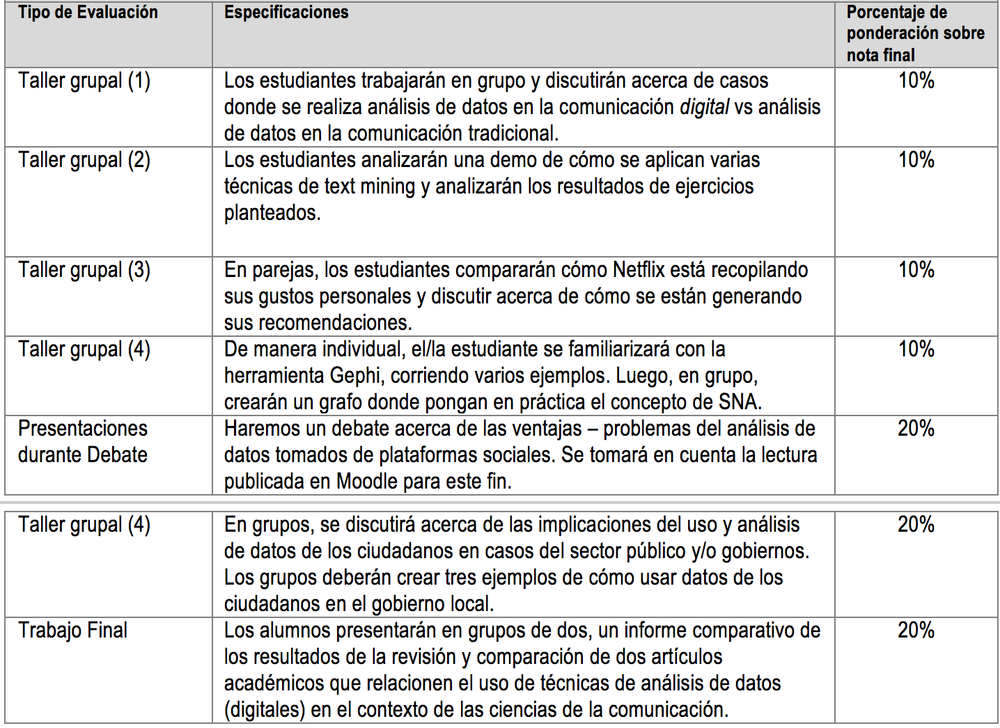 Tipo de Evaluación
Especificaciones
Porcentaje de
ponderación sobre
nota final
Taller grupal (1)
Los estudiantes trabajarán en grupo y discutirán acerca de casos
donde se realiza análisis de datos en la comunicación digital vs análisis
de datos en la comunicación tradicional.
10%
Taller grupal (2)
Los estudiantes analizarán una demo de cómo se aplican varias
técnicas de text mining y analizarán los resultados de ejercicios
planteados.
10%
Taller grupal (3)
En parejas, los estudiantes compararán cómo Netflix está recopilando
sus gustos personales y discutir acerca de cómo se están generando
sus recomendaciones.
10%
Taller grupal (4)
De manera individual, el/la estudiante se familiarizará con la
herramienta Gephi, corriendo varios ejemplos. Luego, en grupo,
crearán un grafo donde pongan en práctica el concepto de SNA.
10%
Presentaciones
durante Debate
Haremos un debate acerca de las ventajas – problemas del análisis de
datos tomados de plataformas sociales. Se tomará en cuenta la lectura
publicada en Moodle para este fin.
20%
Taller grupal (4)
En grupos, se discutirá acerca de las implicaciones del uso y análisis
de datos de los ciudadanos en casos del sector público y/o gobiernos.
Los grupos deberán crear tres ejemplos de cómo usar datos de los
ciudadanos en el gobierno local.
20%
Trabajo Final
Los alumnos presentarán en grupos de dos, un informe comparativo de
los resultados de la revisión y comparación de dos artículos
académicos que relacionen el uso de técnicas de análisis de datos
(digitales) en el contexto de las ciencias de la comunicación.
20%